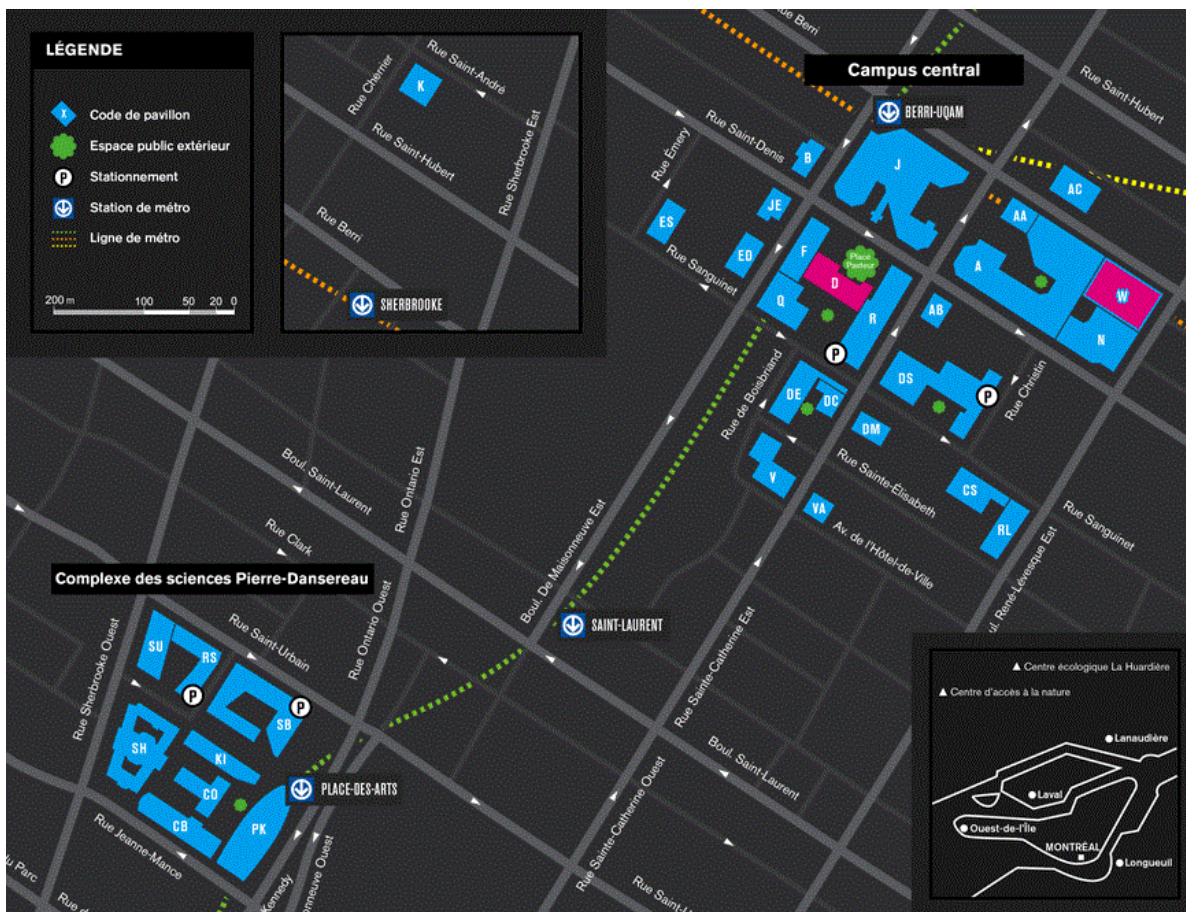 LÉGENDE
X
Code de pavillon
Espace public extérieur
P
Stationnement
Station de métro
Ligne de métro
200 m 100 50 20 0
Rue Cherrier
K
Rue Saint-André
Rue Saint-Hubert
Rue Sherbrooke Est
Rue Berri
SHERBROOKE
Berri
Campus central
Rue Saint-Hubert
BERRI-UQAM
Rue Saint-Denis
Rue Émery
B
J
AC
JE
ES
ED
F
Place
Pasteur
AA
A
Rue Sanguinet
D
W
Q
R
AB
N
P
Rue de Boisbriand
DE
DC
DS
P
Rue Christin
DM
V
Rue Sainte-Élisabeth
CS
VA
RL
Rue Sanguinet
Av. de l'Hôtel-de-Ville
Boul. Saint-Laurent
Rue Ontario Est
Rue Clark
Boul. De Maisonneuve Est
Complexe des sciences Pierre-Dansereau
SAINT-LAURENT
Rue Sainte-Catherine Est
ul. René-Lévesque Est
Rue Sherbrooke Ouest
SU
RS
Rue Saint-Urbain
Rue Ontario Ouest
P
P
SB
SH
KI
CO
PLACE-DES-ARTS
CB
PK
Rue Jeanne-Mance
Boul. Saint-Laurent
Rue Sainte-Catherine Ouest
du Parc
Rue de
Kennedy
onneuve Ouest
Centre écologique La Huardière
Centre d'accès à la nature
Lanaudière
Laval
Ouest-de-l'Île
MONTRÉAL
Longueuil